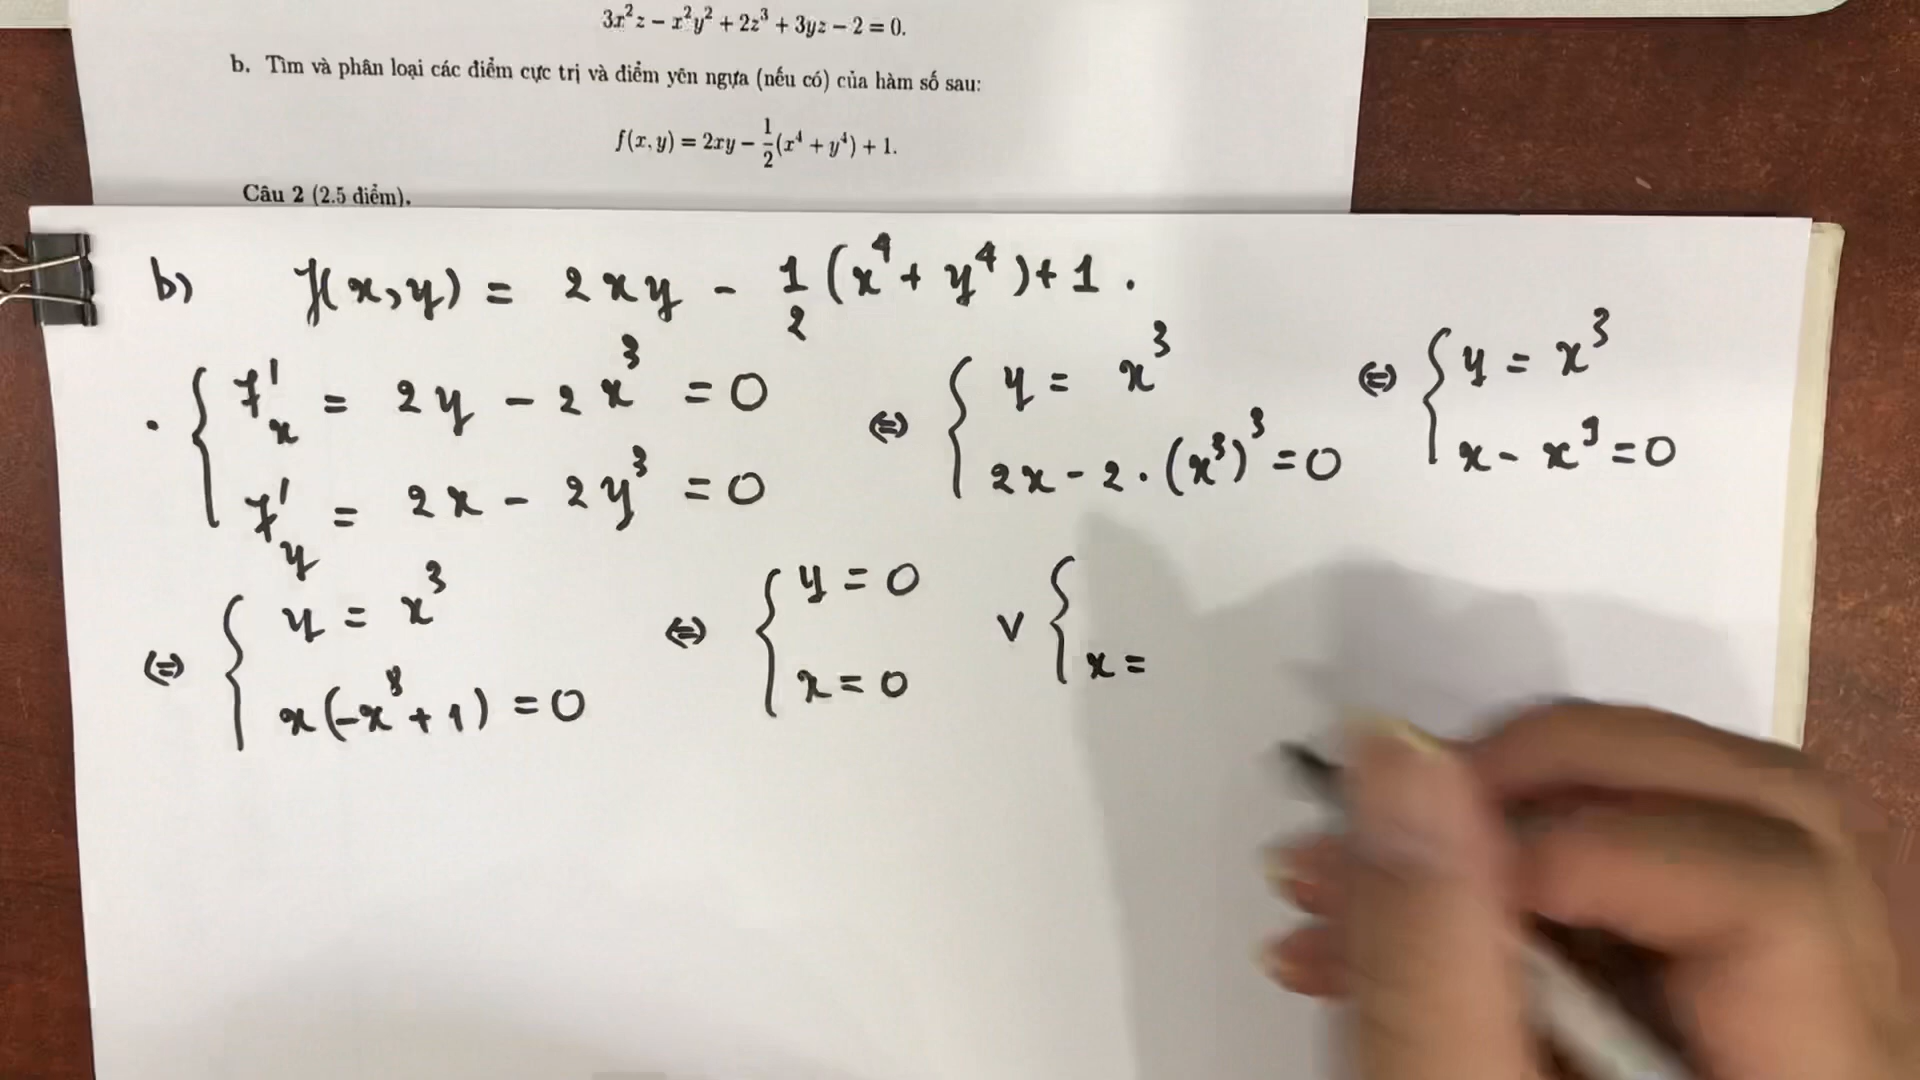 3x²z − x²y² + 2z³ + 3yz − 2 = 0.
b. Tìm và phân loại các điểm cực trị và điểm yên ngựa (nếu có) của hàm số sau:
f(x, y) = 2xy − 1/2(x⁴ + y⁴) + 1.
Câu 2 (2.5 điểm).
b) f(x,y) = 2xy - 1/2 (x⁴ + y⁴) + 1.
· { f'x = 2y - 2x³ = 0 ⇔ { y = x³ ⇔ { y = x³
f'y = 2x - 2y³ = 0 2x - 2.(x³)³ = 0 x - x⁹ = 0
⇔ { y = x³ ⇔ { y = 0 ∨ {
x(-x⁸ + 1) = 0 x = 0 x =